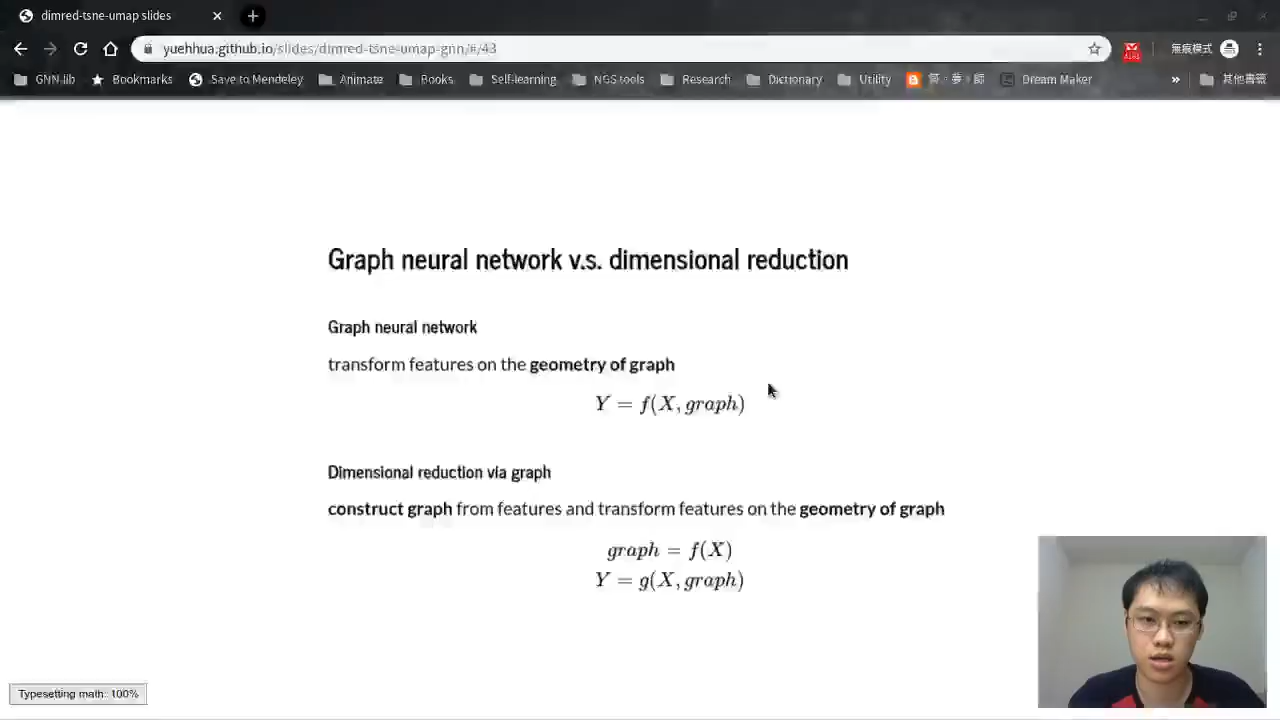 dimred-tsne-umap slides
yuehhua.github.io/slides/dimred-tsne-umap-gnn/#/43
無痕模式
GNN-lib
Bookmarks
Save to Mendeley
Animate
Books
Self-learning
NGS tools
Research
Dictionary
Utility
Dream Maker
»
其他書籤
Graph neural network v.s. dimensional reduction
Graph neural network
transform features on the geometry of graph
Y = f(X, graph)
Dimensional reduction via graph
construct graph from features and transform features on the geometry of graph
graph = f(X)
Y = g(X, graph)
Typesetting math: 100%